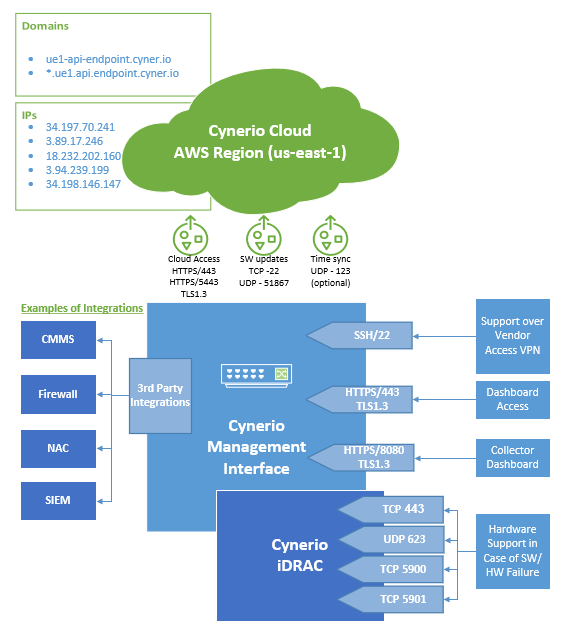 Domains
• ue1-api-endpoint.cyner.io
• *.ue1.api.endpoint.cyner.io
IPs
• 34.197.70.241
• 3.89.17.246
• 18.232.202.160
• 3.94.239.199
• 34.198.146.147
Cynerio Cloud
AWS Region (us-east-1)
Cloud Access
HTTPS/443
HTTPS/5443
TLS1.3
SW updates
TCP -22
UDP - 51867
Time sync
UDP - 123
(optional)
Examples of Integrations
CMMS
Firewall
NAC
SIEM
3rd Party
Integrations
Cynerio
Management
Interface
SSH/22
HTTPS/443
TLS1.3
HTTPS/8080
TLS1.3
Support over
Vendor
Access VPN
Dashboard
Access
Collector
Dashboard
Cynerio
iDRAC
TCP 443
UDP 623
TCP 5900
TCP 5901
Hardware
Support in
Case of SW/
HW Failure